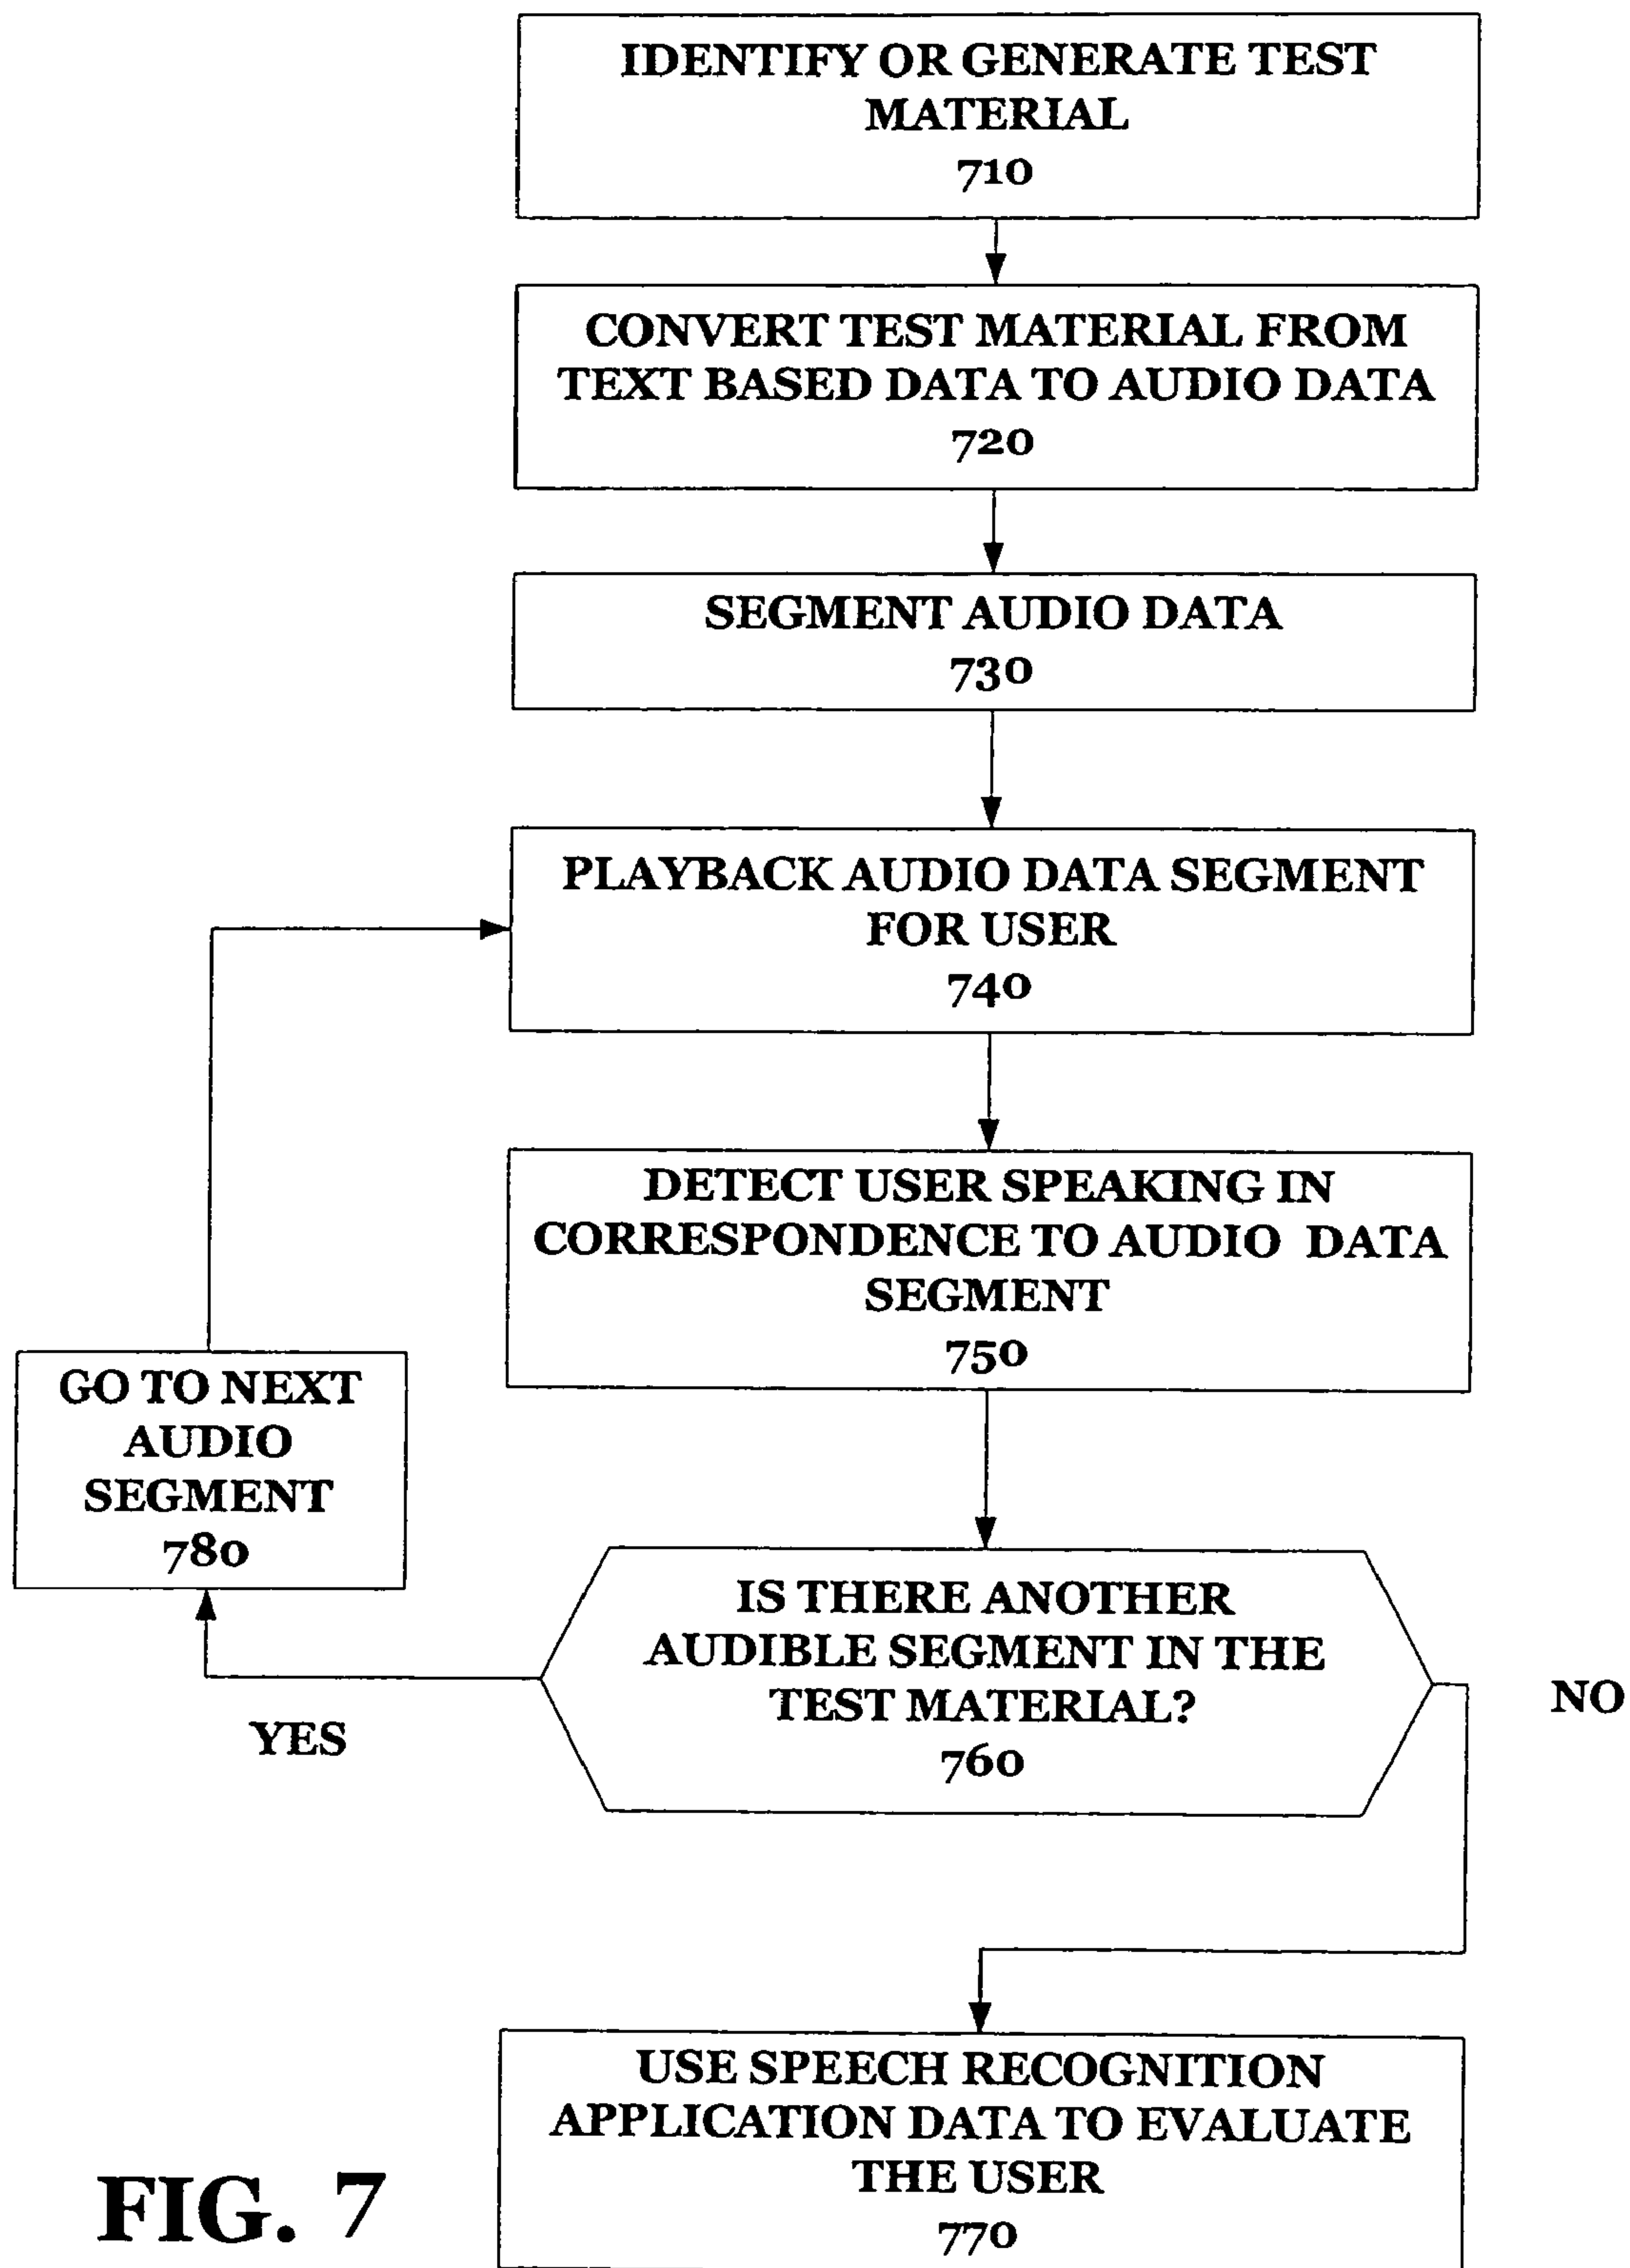 IDENTIFY OR GENERATE TEST
MATERIAL
710
CONVERT TEST MATERIAL FROM
TEXT BASED DATA TO AUDIO DATA
720
SEGMENT AUDIO DATA
730
PLAYBACK AUDIO DATA SEGMENT
FOR USER
740
DETECT USER SPEAKING IN
CORRESPONDENCE TO AUDIO DATA
SEGMENT
750
GO TO NEXT
AUDIO
SEGMENT
780
IS THERE ANOTHER
AUDIBLE SEGMENT IN THE
TEST MATERIAL?
760
YES
NO
USE SPEECH RECOGNITION
APPLICATION DATA TO EVALUATE
THE USER
770
FIG. 7